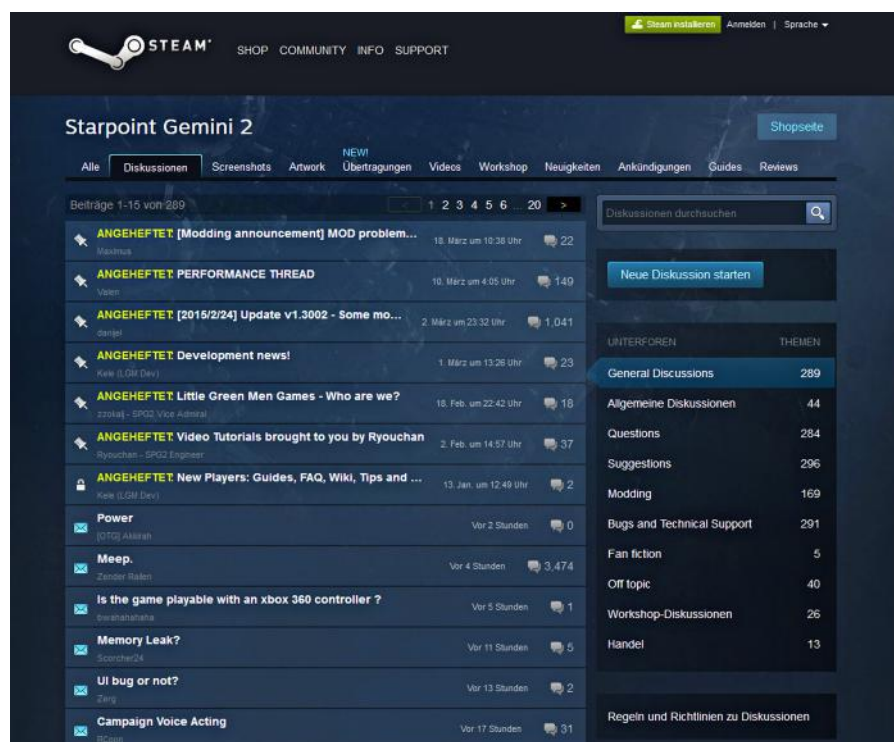 Steam installieren Anmelden | Sprache
STEAM
SHOP COMMUNITY INFO SUPPORT
Starpoint Gemini 2
Shopseite
NEW!
Alle Diskussionen Screenshots Artwork Übertragungen Videos Workshop Neuigkeiten Ankündigungen Guides Reviews
Beiträge 1-15 von 289
< 1 2 3 4 5 6 ... 20 >
ANGEHEFTET: [Modding announcement] MOD problem...
Maximus
18. März um 10:38 Uhr 22
ANGEHEFTET: PERFORMANCE THREAD
Valen
10. März um 4:05 Uhr 149
ANGEHEFTET: [2015/2/24] Update v1.3002 - Some mo...
danijel
2. März um 23:32 Uhr 1,041
ANGEHEFTET: Development news!
Kele (LGM Dev)
1. März um 13:26 Uhr 23
ANGEHEFTET: Little Green Men Games - Who are we?
zzokalj - SPG2 Vice Admiral
18. Feb. um 22:42 Uhr 18
ANGEHEFTET: Video Tutorials brought to you by Ryouchan
Ryouchan - SPG2 Engineer
2. Feb. um 14:57 Uhr 37
ANGEHEFTET: New Players: Guides, FAQ, Wiki, Tips and ...
Kele (LGM Dev)
13. Jan. um 12:49 Uhr 2
Power
[OTG]
Vor 2 Stunden 0
Meep.
Zender Rallen
Vor 4 Stunden 3,474
Is the game playable with an xbox 360 controller ?
bwahahahaha
Vor 5 Stunden 1
Memory Leak?
Scorcher24
Vor 11 Stunden 5
UI bug or not?
Zerg
Vor 13 Stunden 2
Campaign Voice Acting
Vor 17 Stunden 31
Diskussionen durchsuchen
Neue Diskussion starten
UNTERFOREN THEMEN
General Discussions 289
Allgemeine Diskussionen 44
Questions 284
Suggestions 296
Modding 169
Bugs and Technical Support 291
Fan fiction 5
Off topic 40
Workshop-Diskussionen 26
Handel 13
Regeln und Richtlinien zu Diskussionen